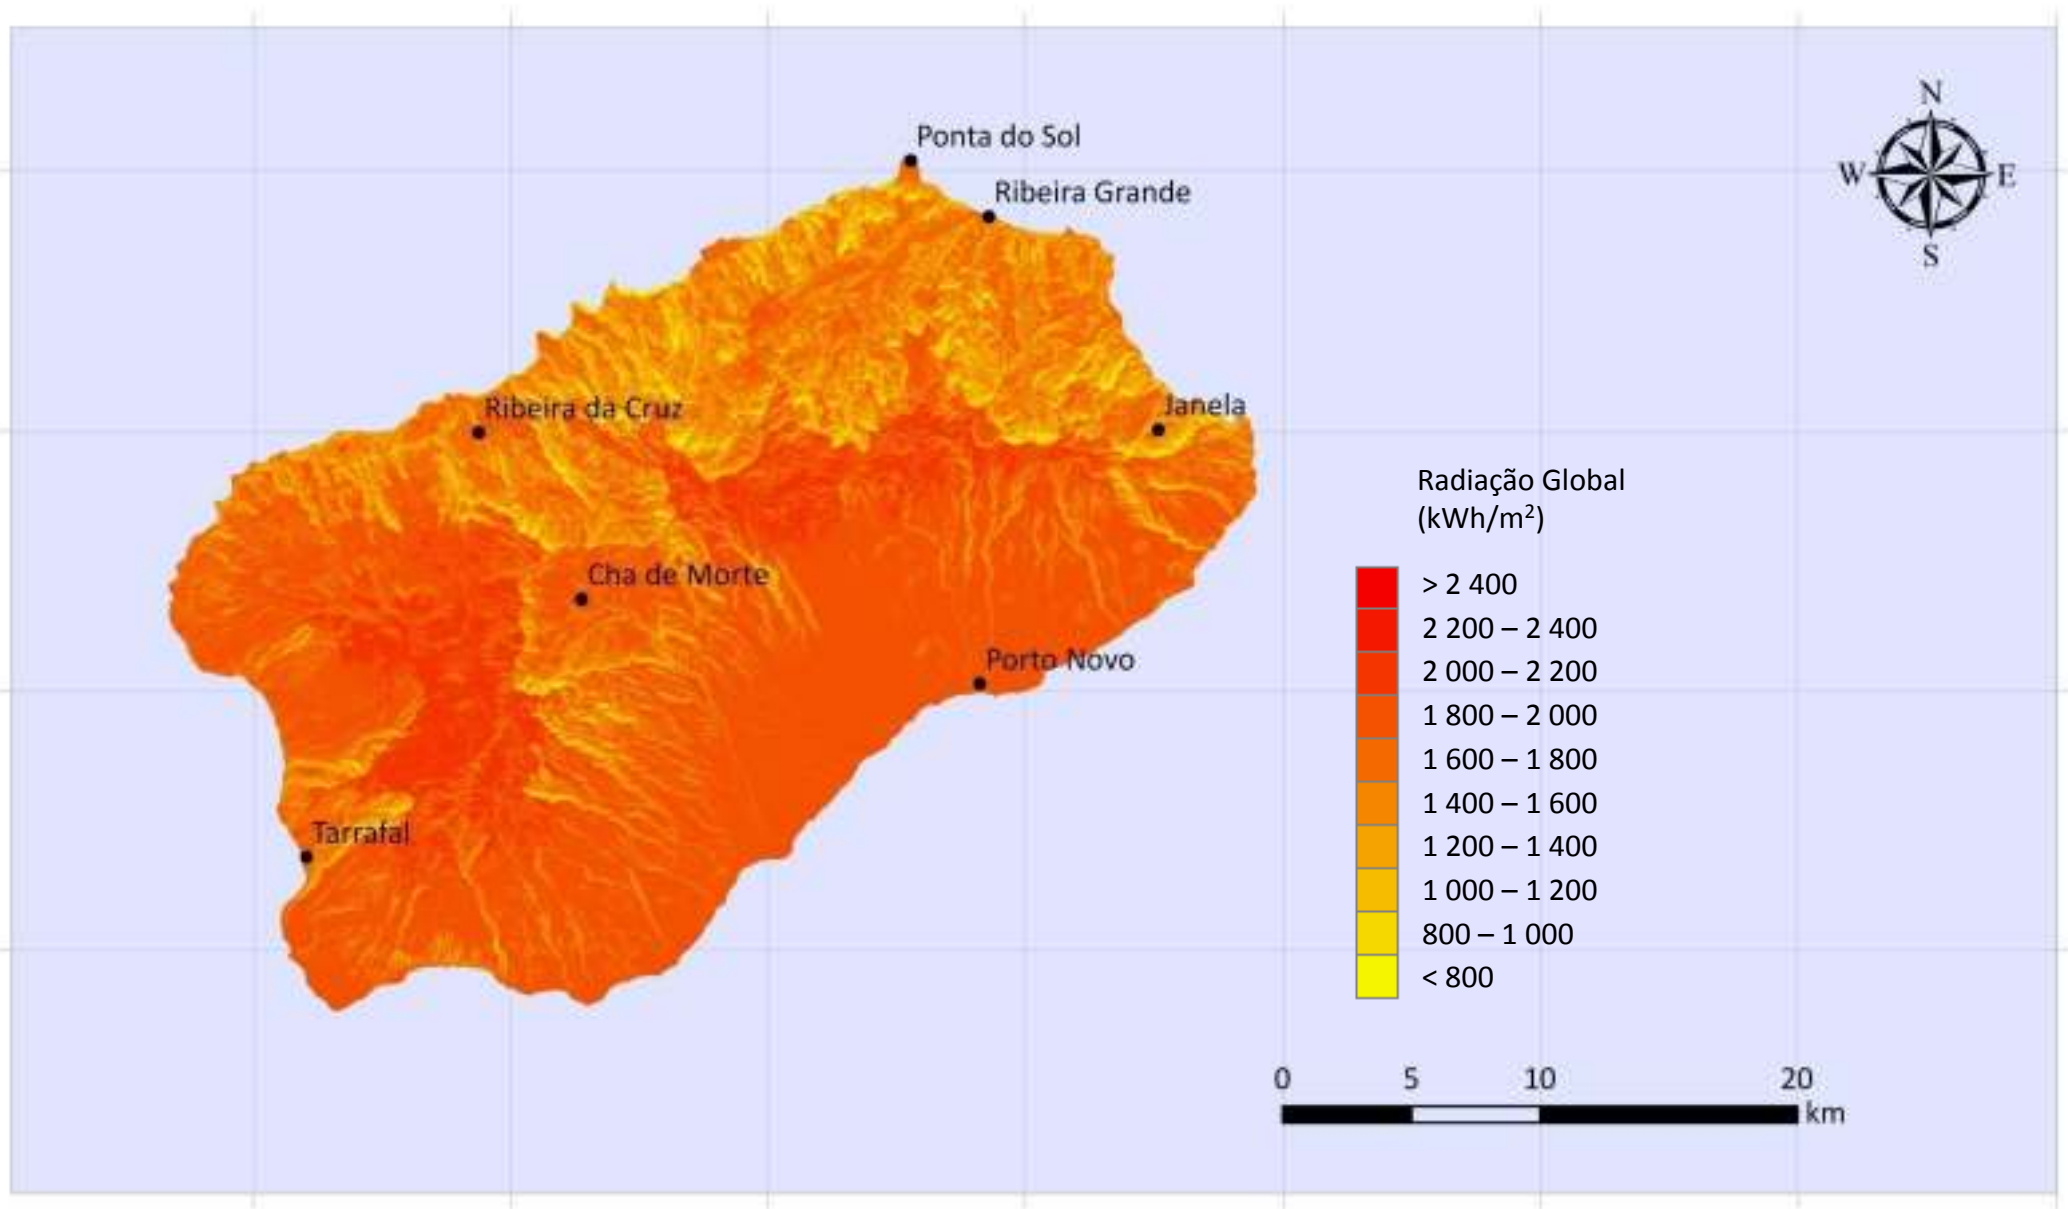 Ponta do Sol
N
Ribeira Grande
W
E
S
Ribeira da Cruz
Janela
Radiação Global
(kWh/m²)
Cha de Morte
> 2 400
2 200 – 2 400
Porto Novo
2 000 – 2 200
1 800 – 2 000
1 600 – 1 800
1 400 – 1 600
Tarrafal
1 200 – 1 400
1 000 – 1 200
800 – 1 000
< 800
0 5 10 20
km